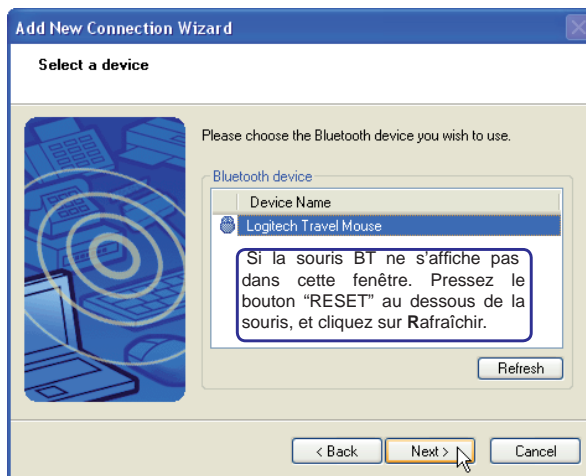 Add New Connection Wizard
Select a device
Please choose the Bluetooth device you wish to use.
Bluetooth device
Device Name
Logitech Travel Mouse
Si la souris BT ne s’affiche pas
dans cette fenêtre. Pressez le
bouton “RESET” au dessous de la
souris, et cliquez sur Rafraîchir.
Refresh
< Back Next > Cancel